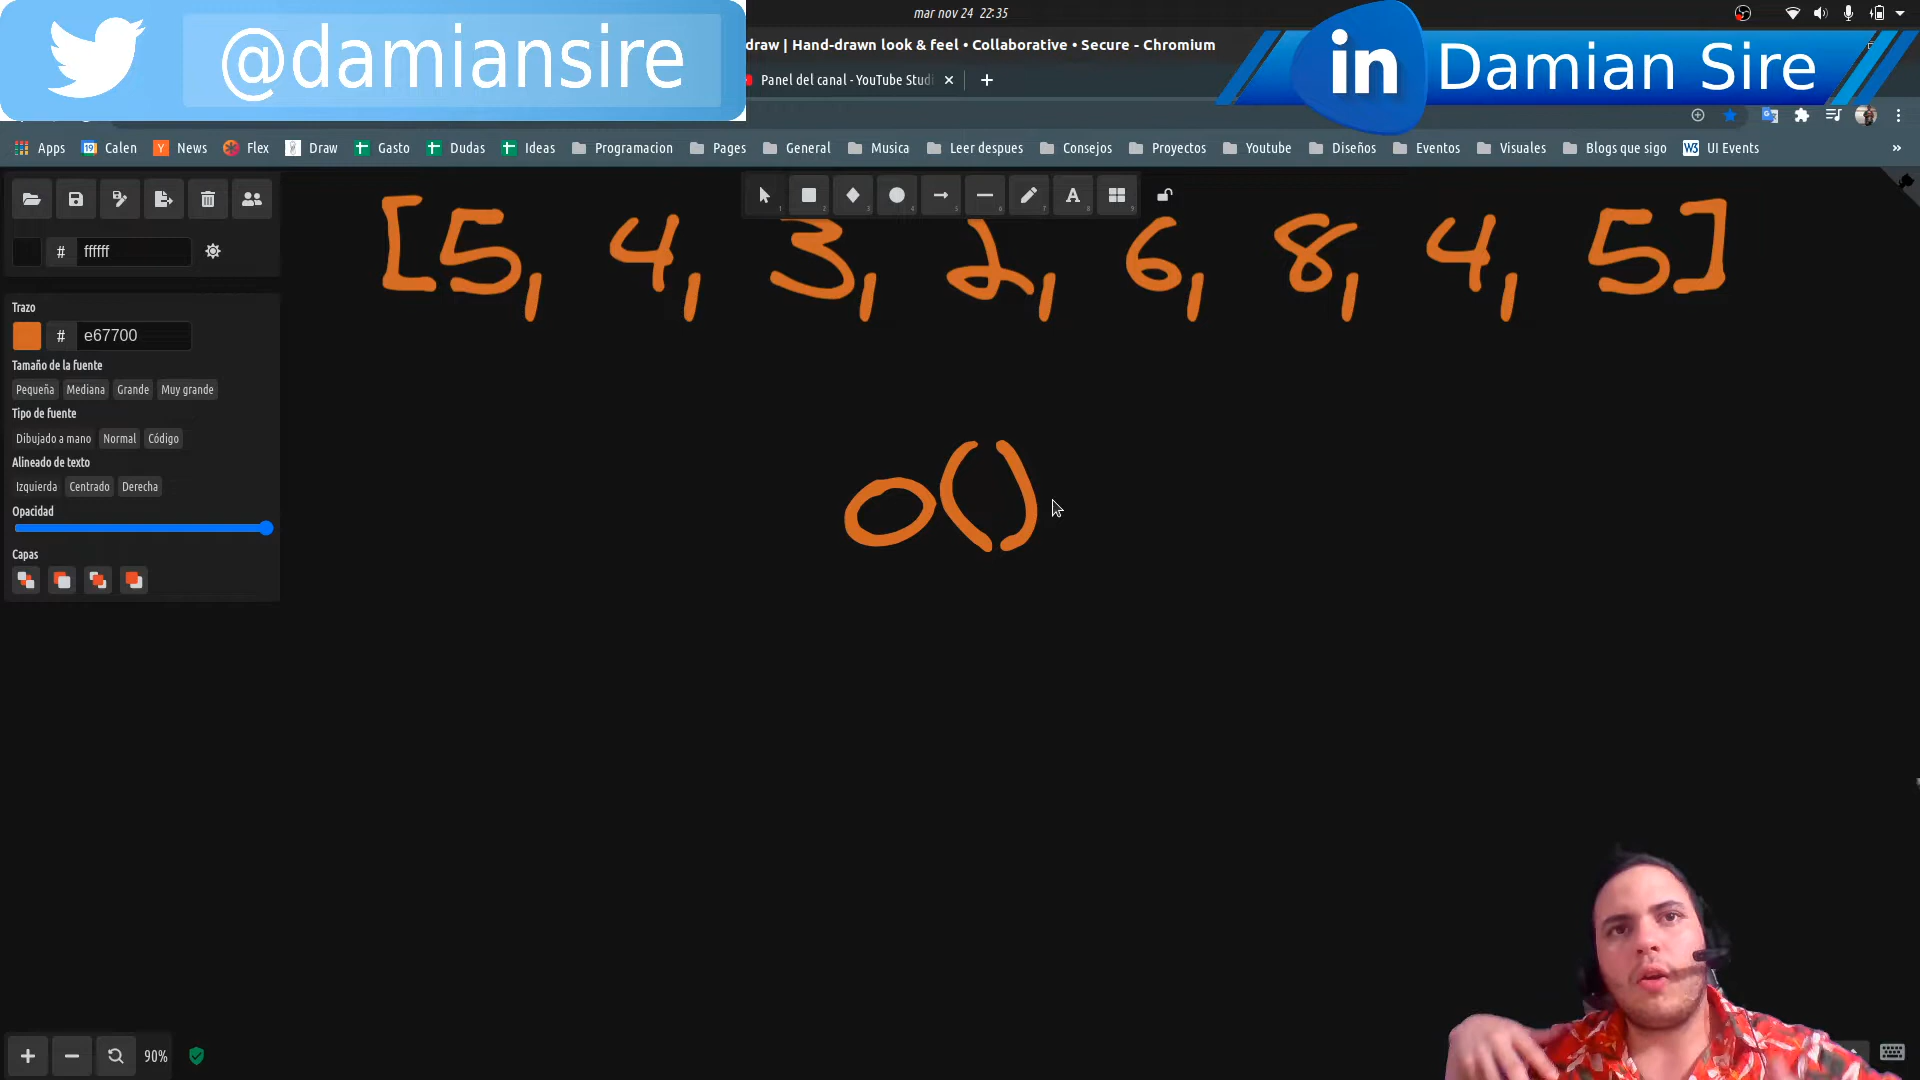 @damiansire
mar nov 24 22:35
draw | Hand-drawn look & feel • Collaborative • Secure - Chromium
in Damian Sire
Panel del canal - YouTube Studi
Apps Calen News Flex Draw Gasto Dudas Ideas Programacion Pages General Musica Leer despues Consejos Proyectos Youtube Diseños Eventos Visuales Blogs que sigo UI Events »
# ffffff
[5, 4, 3, 2, 6, 8, 4, 5]
Trazo
# e67700
Tamaño de la fuente
Pequeña Mediana Grande Muy grande
Tipo de fuente
Dibujado a mano Normal Código
Alineado de texto
Izquierda Centrado Derecha
Opacidad
Capas
O()
90%